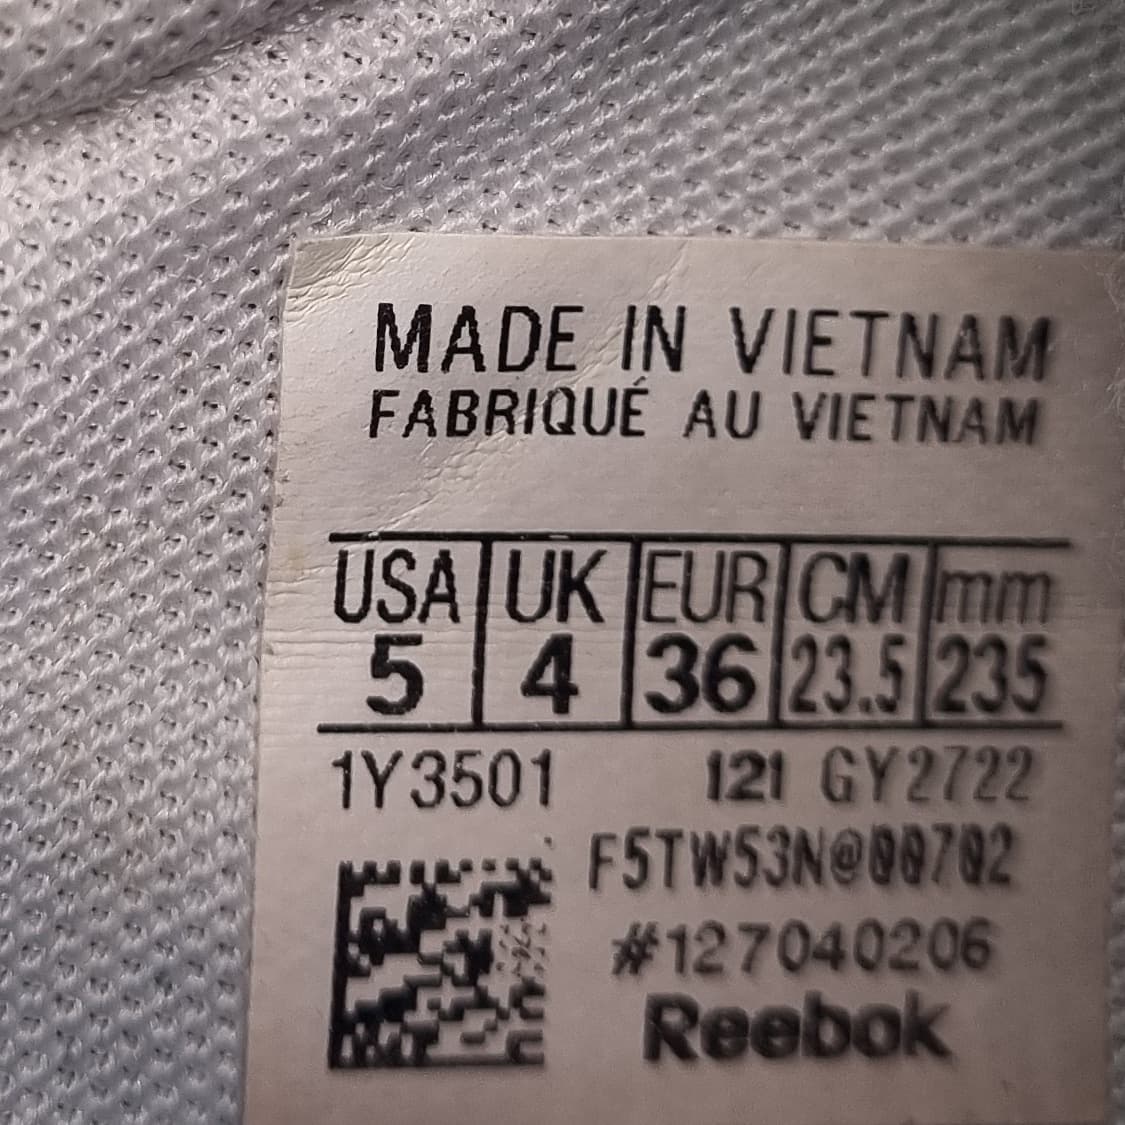 MADE IN VIETNAM
FABRIQUÉ AU VIETNAM
USA UK EUR CM mm
5 4 36 23.5 235
1Y3501 121 GY2722
F5TW53N@00702
#127040206
Reebok